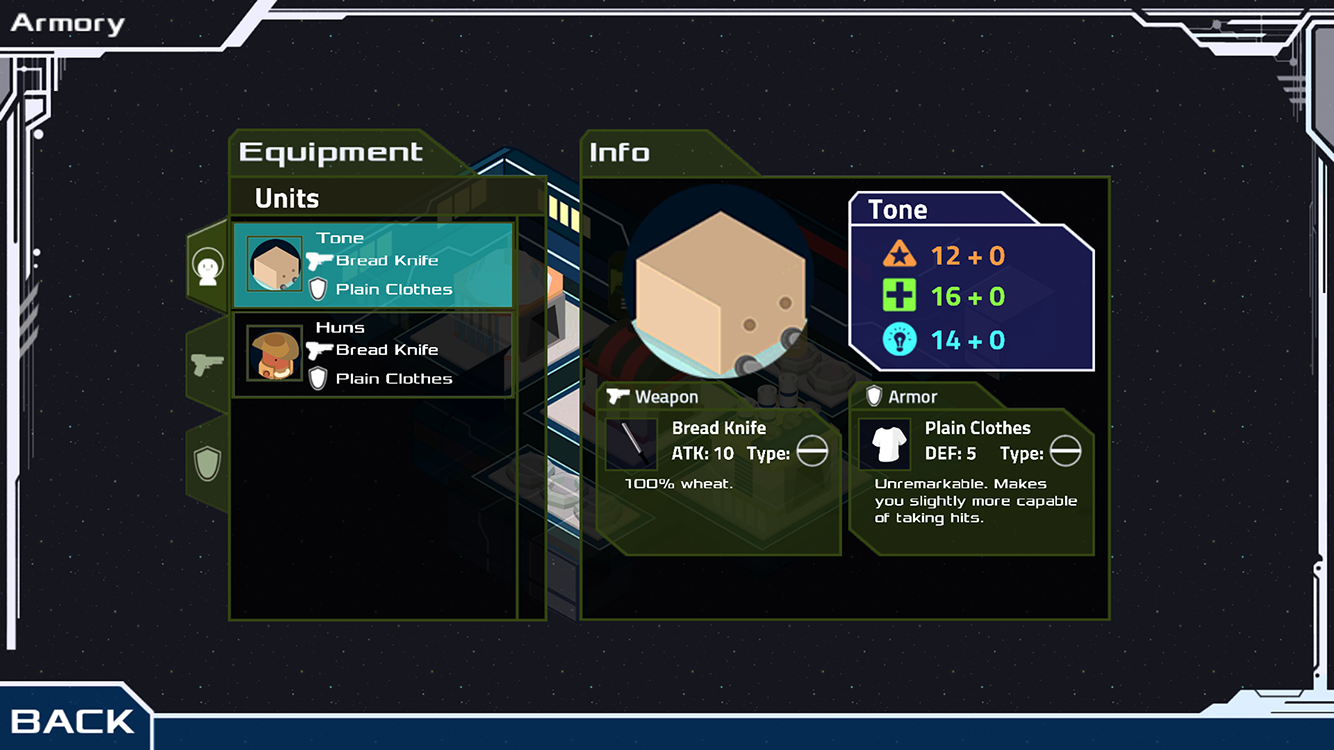 Armory
Equipment
Units
Tone
Bread Knife
Plain Clothes
Huns
Bread Knife
Plain Clothes
Info
Tone
12 + 0
16 + 0
14 + 0
Weapon
Bread Knife
ATK: 10 Type:
100% wheat.
Armor
Plain Clothes
DEF: 5 Type:
Unremarkable. Makes
you slightly more capable
of taking hits.
BACK